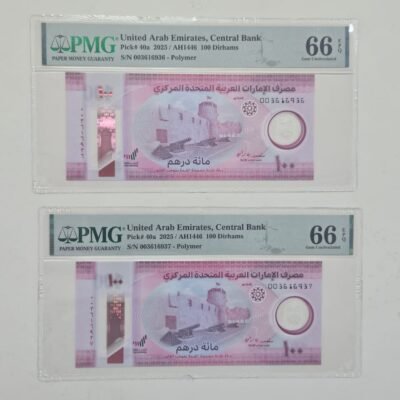 PMG
PAPER MONEY GUARANTY
United Arab Emirates, Central Bank
Pick# 40a 2025 / AH1446 100 Dirhams
S/N 003616936 - Polymer
66 EPQ
Gem Uncirculated
مصرف الإمارات العربية المتحدة المركزي
003616936
مائة درهم
١٠٠
PMG
PAPER MONEY GUARANTY
United Arab Emirates, Central Bank
Pick# 40a 2025 / AH1446 100 Dirhams
S/N 003616937 - Polymer
66 EPQ
Gem Uncirculated
مصرف الإمارات العربية المتحدة المركزي
١٠٠
003616937
مائة درهم
١٠٠